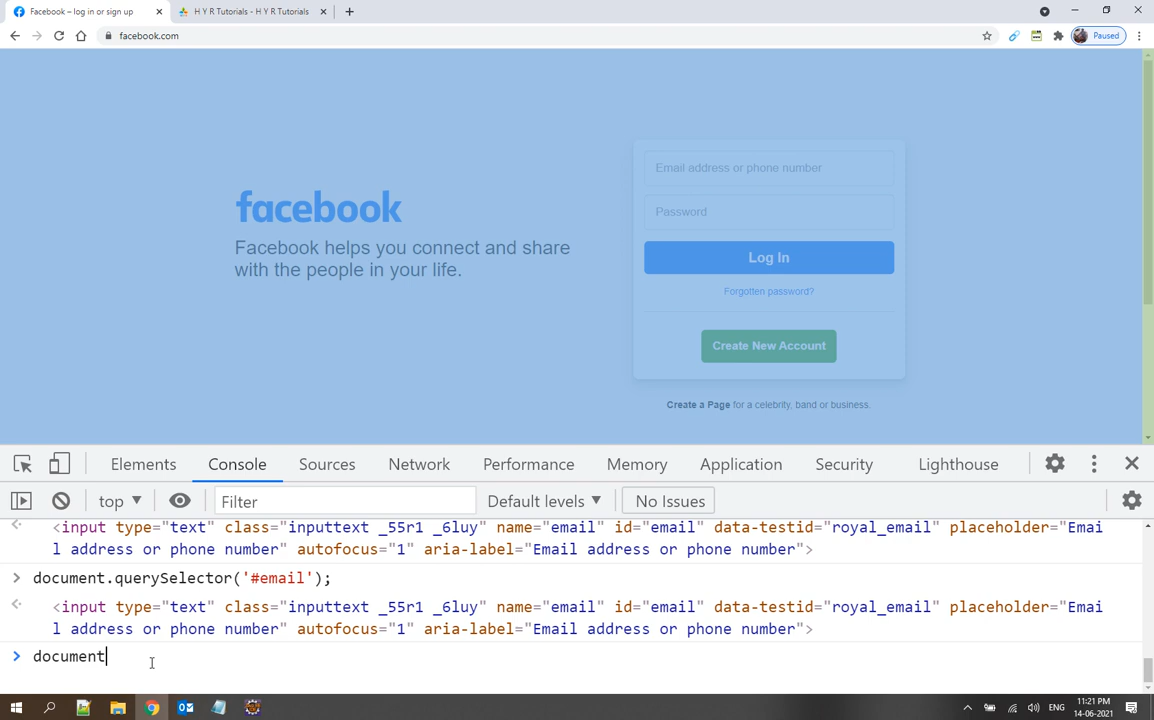 Facebook – log in or sign up
H Y R Tutorials - H Y R Tutorials
facebook.com
Paused
facebook
Facebook helps you connect and share
with the people in your life.
Email address or phone number
Password
Log In
Forgotten password?
Create New Account
Create a Page for a celebrity, band or business.
Elements Console Sources Network Performance Memory Application Security Lighthouse
top Filter Default levels No Issues
<input type="text" class="inputtext _55r1 _6luy" name="email" id="email" data-testid="royal_email" placeholder="Emai
l address or phone number" autofocus="1" aria-label="Email address or phone number">
> document.querySelector('#email');
<input type="text" class="inputtext _55r1 _6luy" name="email" id="email" data-testid="royal_email" placeholder="Emai
l address or phone number" autofocus="1" aria-label="Email address or phone number">
> document
ENG
11:21 PM
14-06-2021